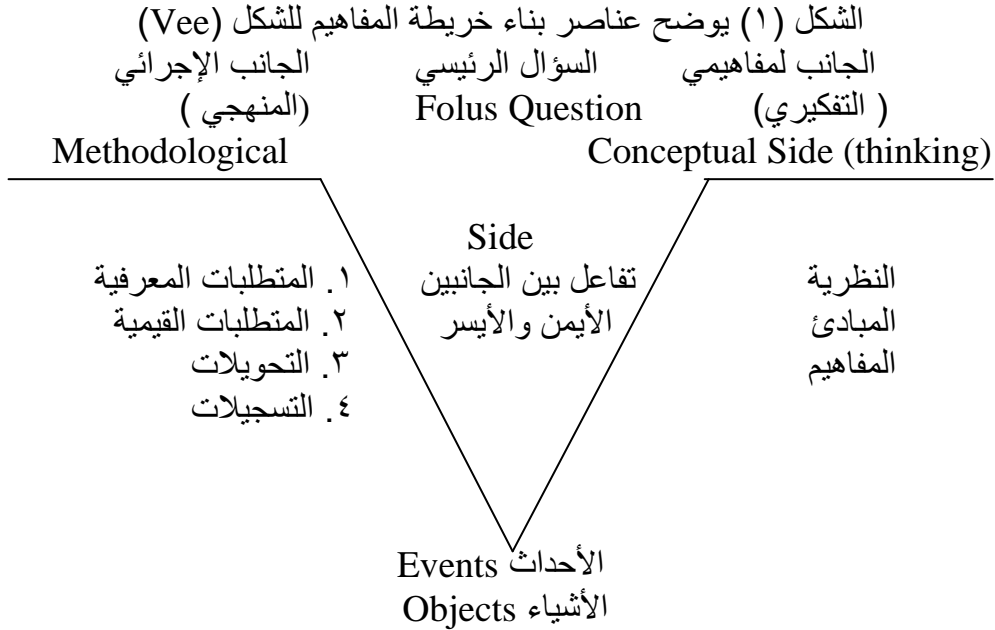 الشكل (١) يوضح عناصر بناء خريطة المفاهيم للشكل (Vee)
الجانب لمفاهيمي السؤال الرئيسي الجانب الإجرائي
( التفكيري) Folus Question (المنهجي )
Conceptual Side (thinking) Methodological
Side
النظرية تفاعل بين الجانبين ١. المتطلبات المعرفية
المبادئ الأيمن والأيسر ٢. المتطلبات القيمية
المفاهيم ٣. التحويلات
٤. التسجيلات
الأحداث Events
الأشياء Objects